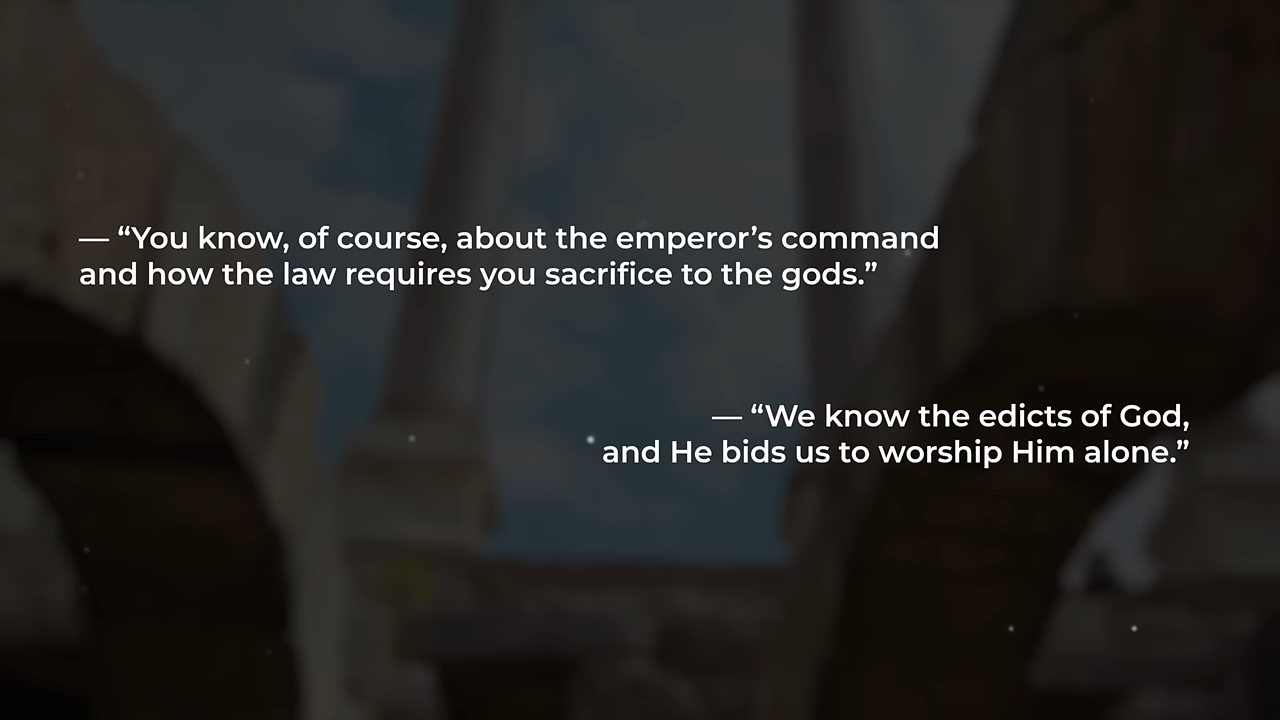 — “You know, of course, about the emperor’s command
and how the law requires you sacrifice to the gods.”
— “We know the edicts of God,
and He bids us to worship Him alone.”